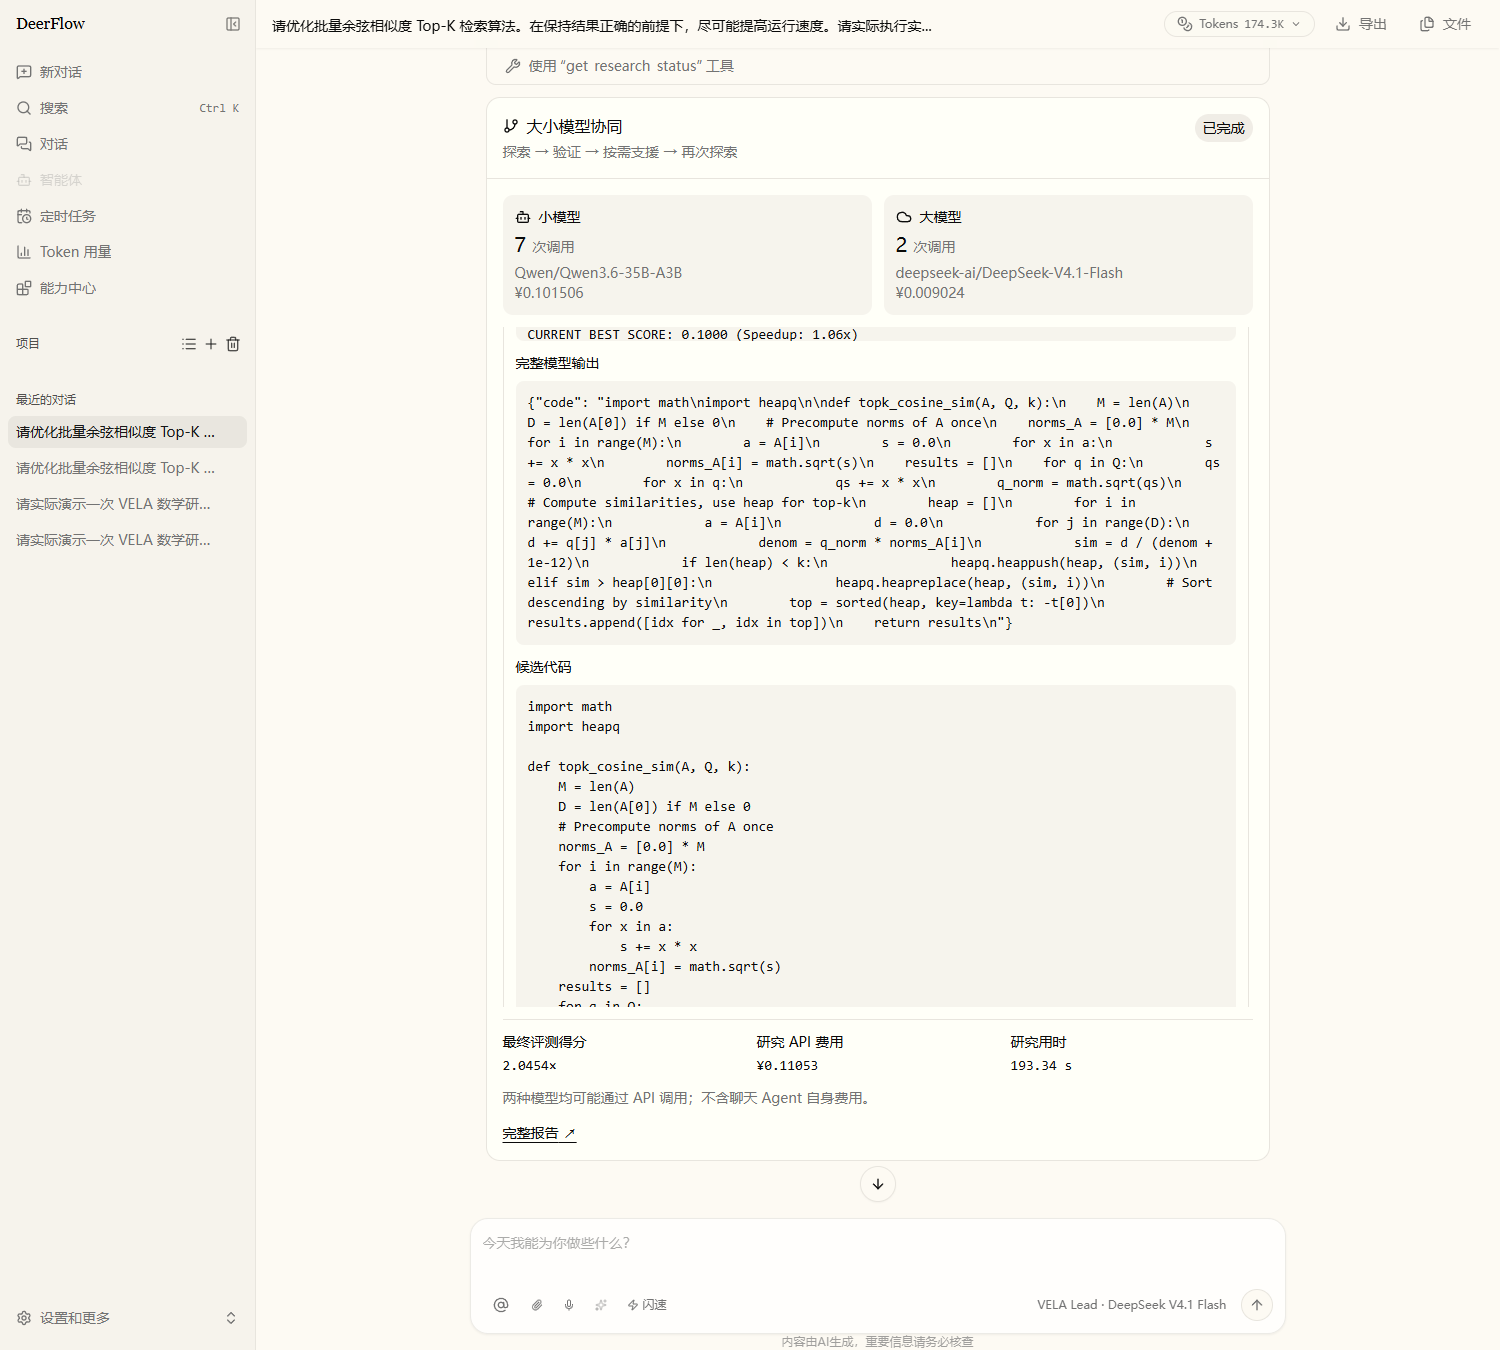 DeerFlow
新对话
搜索 Ctrl K
对话
智能体
定时任务
Token 用量
能力中心
项目
最近的对话
请优化批量余弦相似度 Top-K ...
请优化批量余弦相似度 Top-K ...
请实际演示一次 VELA 数学研...
请实际演示一次 VELA 数学研...
设置和更多
请优化批量余弦相似度 Top-K 检索算法。在保持结果正确的前提下，尽可能提高运行速度。请实际执行实...
Tokens 174.3K
导出
文件
使用 “get research status” 工具
大小模型协同
已完成
探索 → 验证 → 按需支援 → 再次探索
小模型
7 次调用
Qwen/Qwen3.6-35B-A3B
¥0.101506
大模型
2 次调用
deepseek-ai/DeepSeek-V4.1-Flash
¥0.009024
CURRENT BEST SCORE: 0.1000 (Speedup: 1.06x)
完整模型输出
{"code": "import math\nimport heapq\n\ndef topk_cosine_sim(A, Q, k):\n    M = len(A)\n
D = len(A[0]) if M else 0\n    # Precompute norms of A once\n    norms_A = [0.0] * M\n
for i in range(M):\n        a = A[i]\n        s = 0.0\n        for x in a:\n            s
+= x * x\n        norms_A[i] = math.sqrt(s)\n    results = []\n    for q in Q:\n        qs
= 0.0\n        for x in q:\n            qs += x * x\n        q_norm = math.sqrt(qs)\n
# Compute similarities, use heap for top-k\n        heap = []\n        for i in
range(M):\n            a = A[i]\n            d = 0.0\n            for j in range(D):\n
d += q[j] * a[j]\n            denom = q_norm * norms_A[i]\n            sim = d / (denom +
1e-12)\n            if len(heap) < k:\n                heapq.heappush(heap, (sim, i))\n
elif sim > heap[0][0]:\n                heapq.heapreplace(heap, (sim, i))\n        # Sort
descending by similarity\n        top = sorted(heap, key=lambda t: -t[0])\n
results.append([idx for _, idx in top])\n    return results\n"}
候选代码
import math
import heapq
def topk_cosine_sim(A, Q, k):
    M = len(A)
    D = len(A[0]) if M else 0
    # Precompute norms of A once
    norms_A = [0.0] * M
    for i in range(M):
        a = A[i]
        s = 0.0
        for x in a:
            s += x * x
        norms_A[i] = math.sqrt(s)
    results = []
    for q in Q:
最终评测得分
2.0454×
研究 API 费用
¥0.11053
研究用时
193.34 s
两种模型均可能通过 API 调用；不含聊天 Agent 自身费用。
完整报告 ↗
今天我能为你做些什么？
闪速
VELA Lead · DeepSeek V4.1 Flash
内容由AI生成，重要信息请务必核查